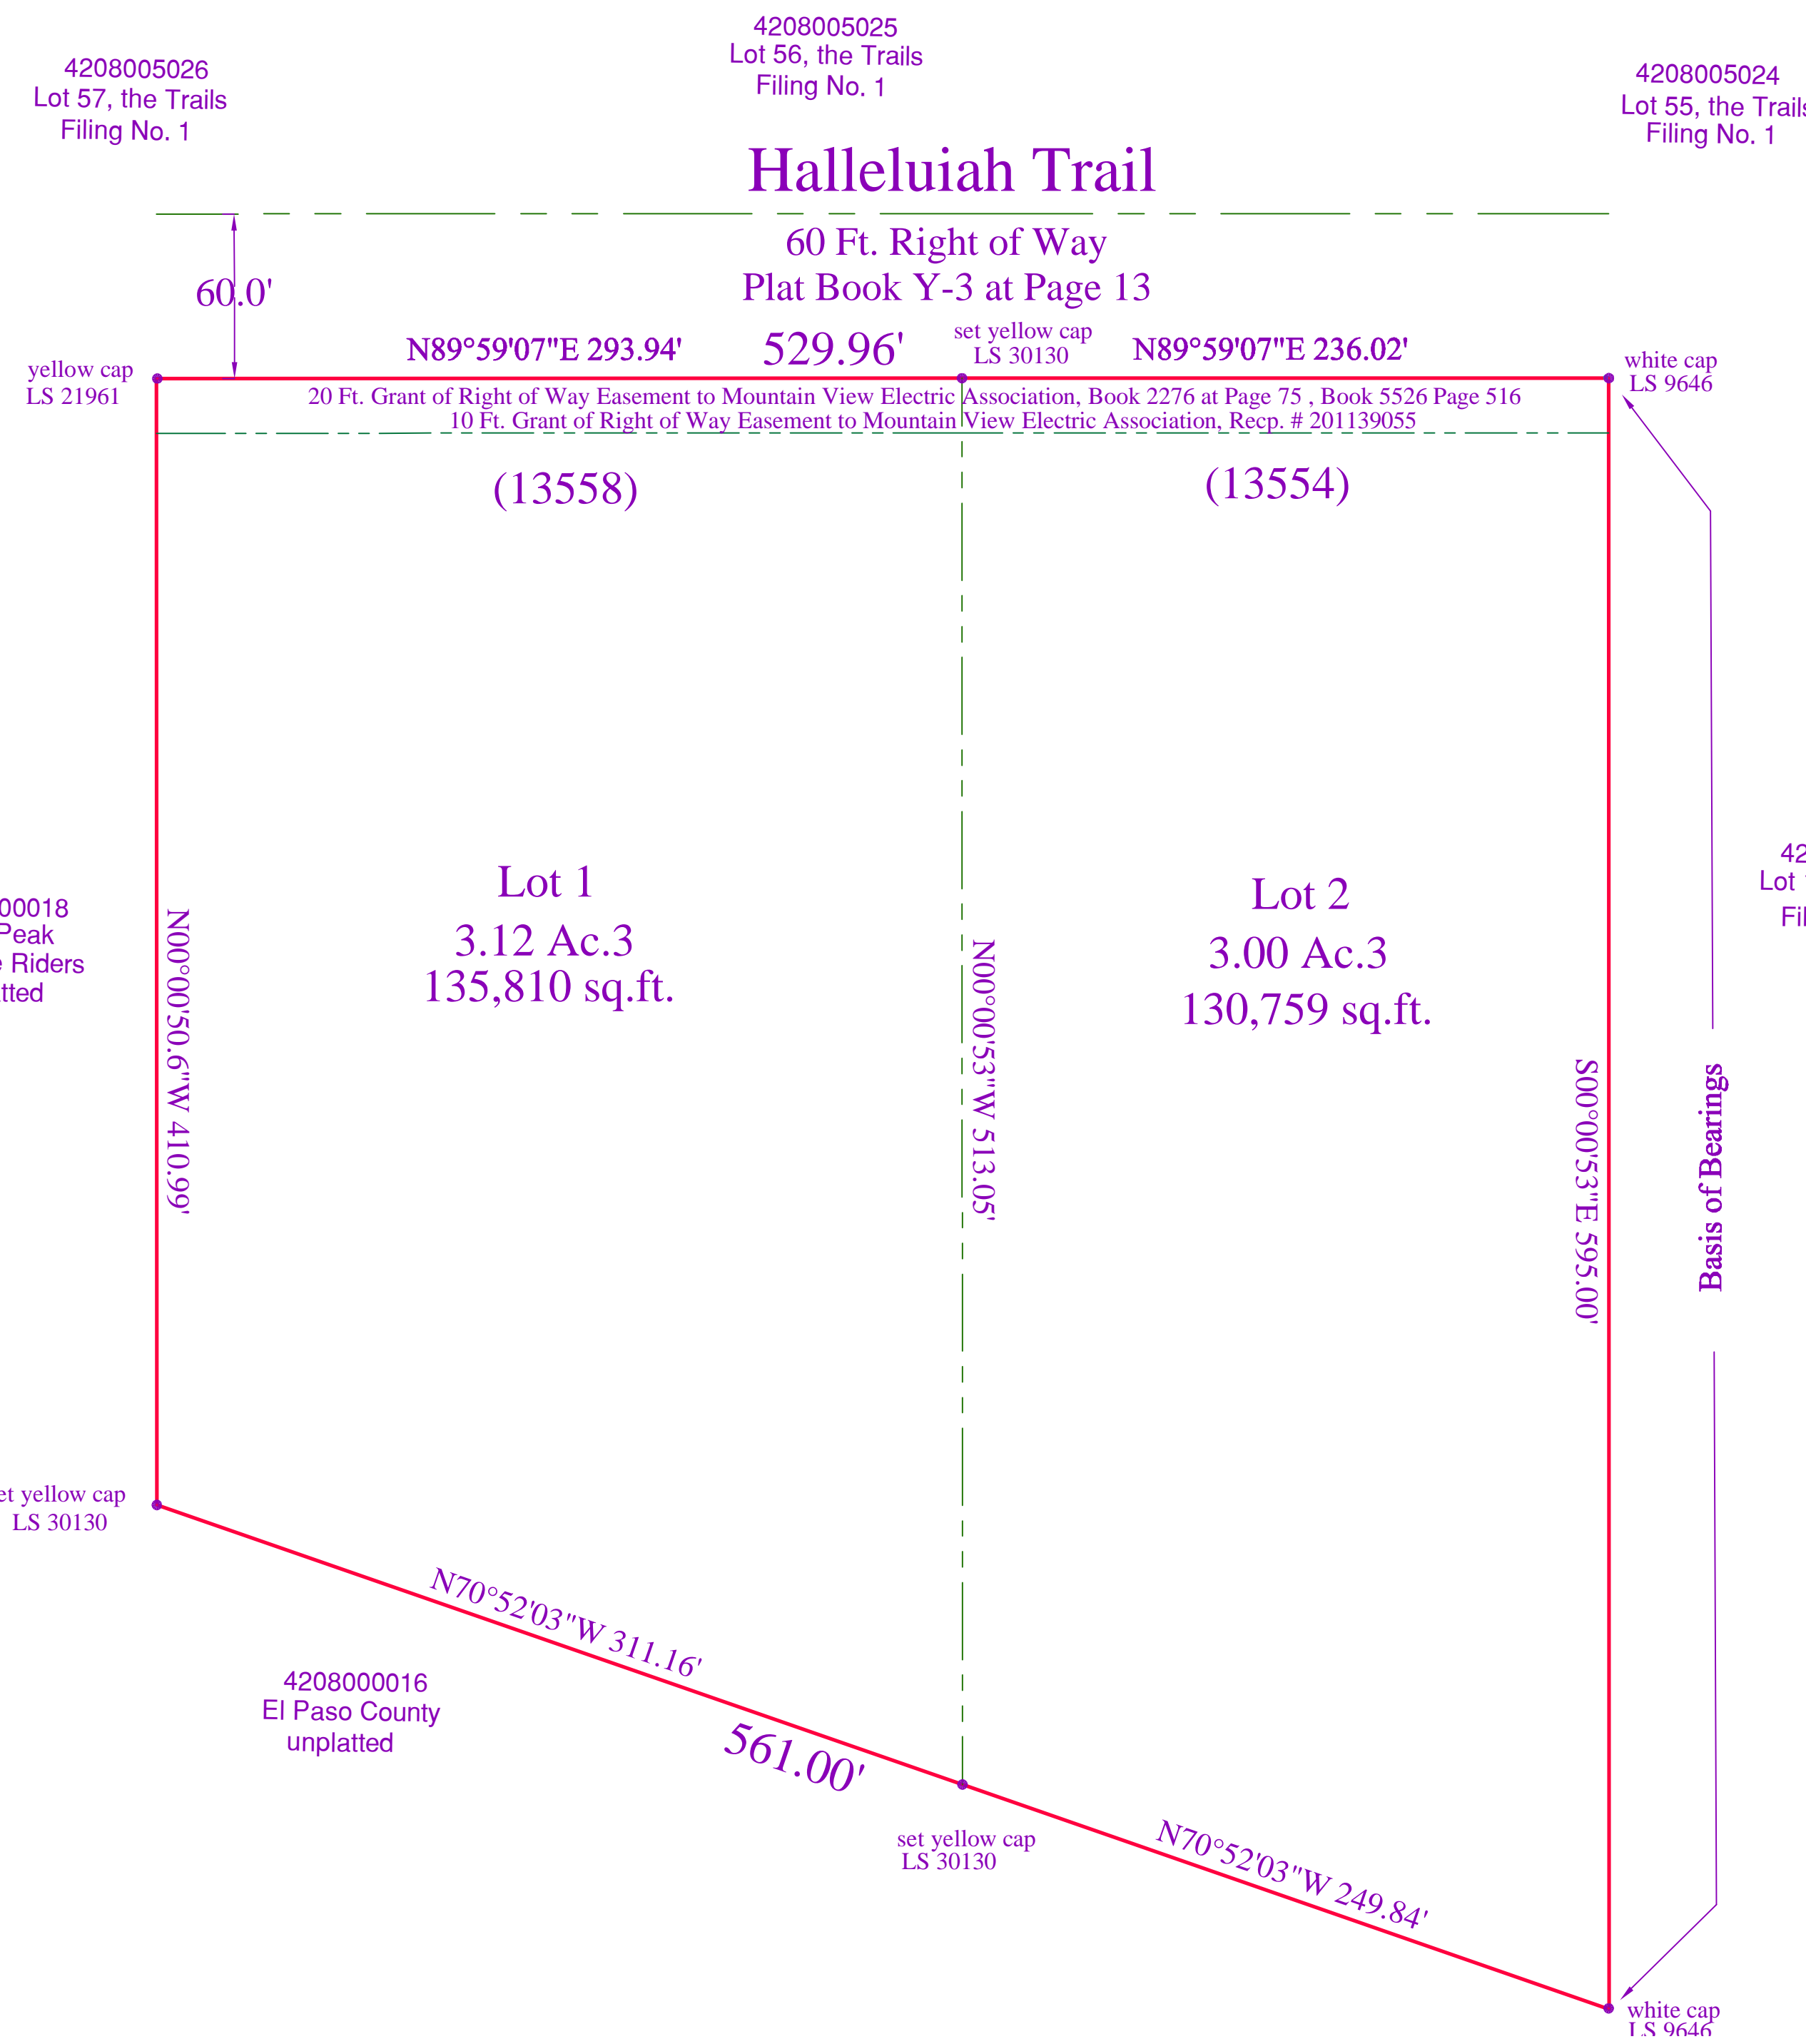 4208005025
Lot 56, the Trails
Filing No. 1
4208005026
Lot 57, the Trails
Filing No. 1
4208005024
Lot 55, the Trails
Filing No. 1
Halleluiah Trail
60 Ft. Right of Way
Plat Book Y-3 at Page 13
60.0'
N89°59'07"E 293.94'
529.96'
set yellow cap
LS 30130
N89°59'07"E 236.02'
yellow cap
LS 21961
white cap
LS 9646
20 Ft. Grant of Right of Way Easement to Mountain View Electric Association, Book 2276 at Page 75 , Book 5526 Page 516
10 Ft. Grant of Right of Way Easement to Mountain View Electric Association, Recp. # 201139055
(13558)
(13554)
Lot 1
3.12 Ac.3
135,810 sq.ft.
Lot 2
3.00 Ac.3
130,759 sq.ft.
42
Lot
Fil
00018
Peak
e Riders
tted
N00°00'50.6"W 410.99'
N00°00'53"W 513.05'
S00°00'53"E 595.00'
Basis of Bearings
et yellow cap
LS 30130
N70°52'03"W 311.16'
561.00'
4208000016
El Paso County
unplatted
set yellow cap
LS 30130
N70°52'03"W 249.84'
white cap
LS 9646